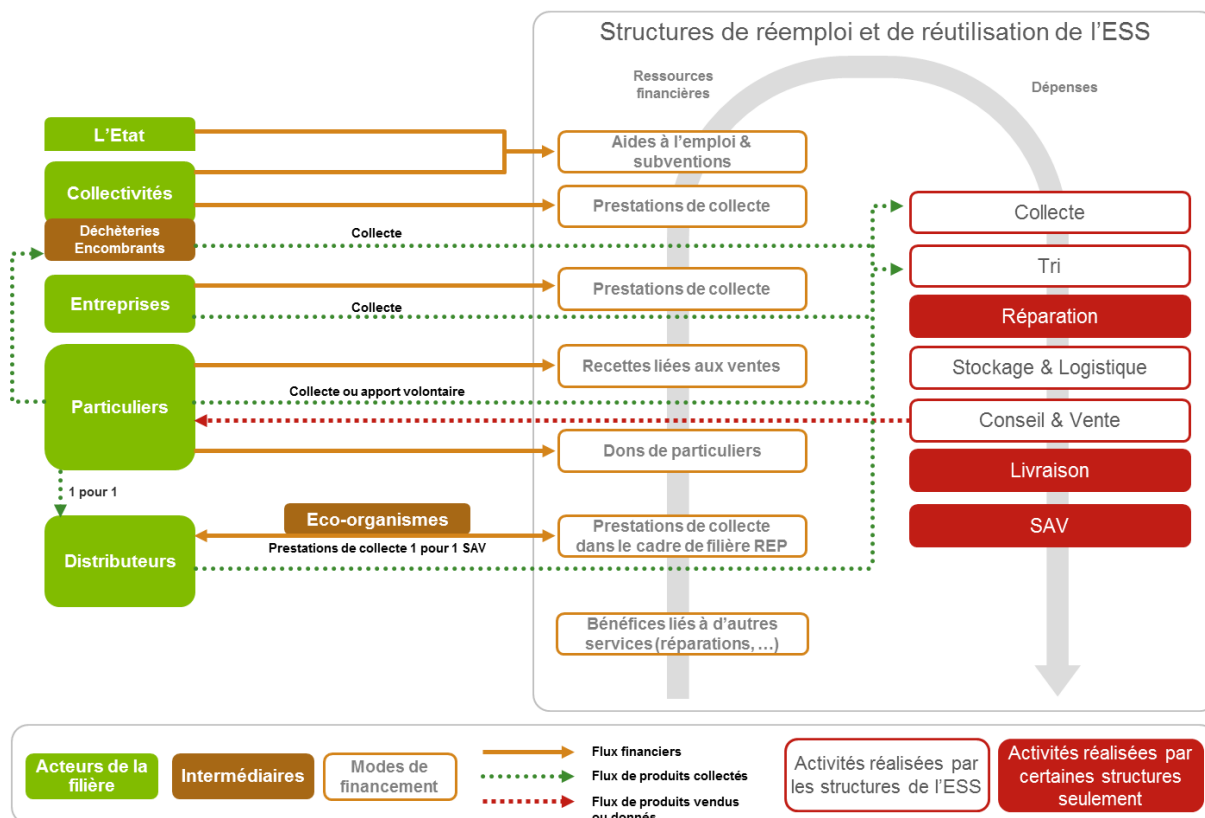 Structures de réemploi et de réutilisation de l'ESS
Ressources
financières
Dépenses
L'Etat
Collectivités
Déchèteries
Encombrants
Entreprises
Particuliers
1 pour 1
Distributeurs
Collecte
Collecte
Collecte ou apport volontaire
Eco-organismes
Prestations de collecte 1 pour 1 SAV
Aides à l'emploi &
subventions
Prestations de collecte
Prestations de collecte
Recettes liées aux ventes
Dons de particuliers
Prestations de collecte
dans le cadre de filière REP
Bénéfices liés à d'autres
services (réparations, …)
Collecte
Tri
Réparation
Stockage & Logistique
Conseil & Vente
Livraison
SAV
Acteurs de la
filière
Intermédiaires
Modes de
financement
Flux financiers
Flux de produits collectés
Flux de produits vendus
ou donnés
Activités réalisées par
les structures de l'ESS
Activités réalisées par
certaines structures
seulement